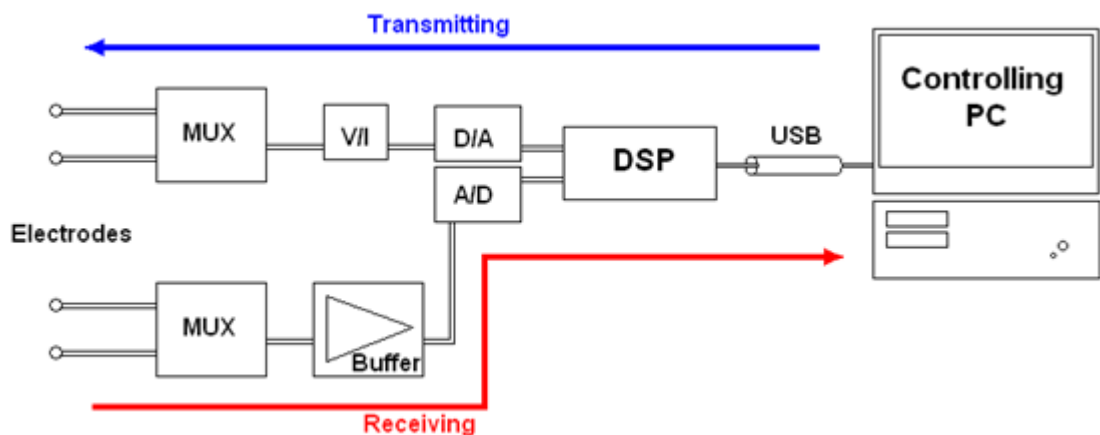 Transmitting
Controlling
PC
MUX
V/I
D/A
DSP
USB
A/D
Electrodes
MUX
Buffer
Receiving